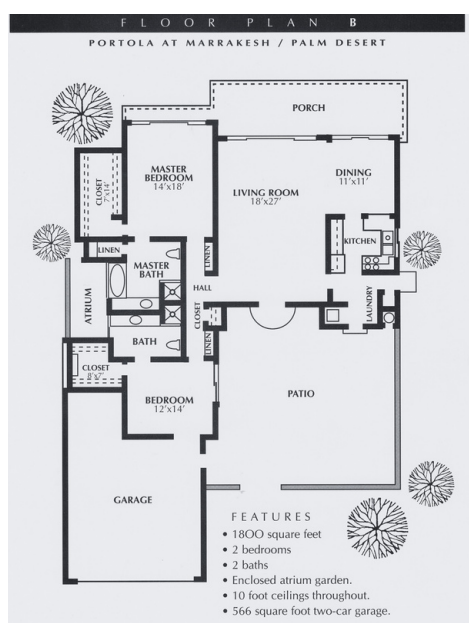 FLOOR PLAN B
PORTOLA AT MARRAKESH / PALM DESERT
PORCH
MASTER
BEDROOM
14'x18'
DINING
11'x11'
CLOSET
7'x14'
LIVING ROOM
18'x27'
KITCHEN
LINEN
LINEN
MASTER
BATH
HALL
ATRIUM
CLOSET
LAUNDRY
BATH
LINEN
CLOSET
8'x7'
BEDROOM
12'x14'
PATIO
GARAGE
FEATURES
• 1800 square feet
• 2 bedrooms
• 2 baths
• Enclosed atrium garden.
• 10 foot ceilings throughout.
• 566 square foot two-car garage.